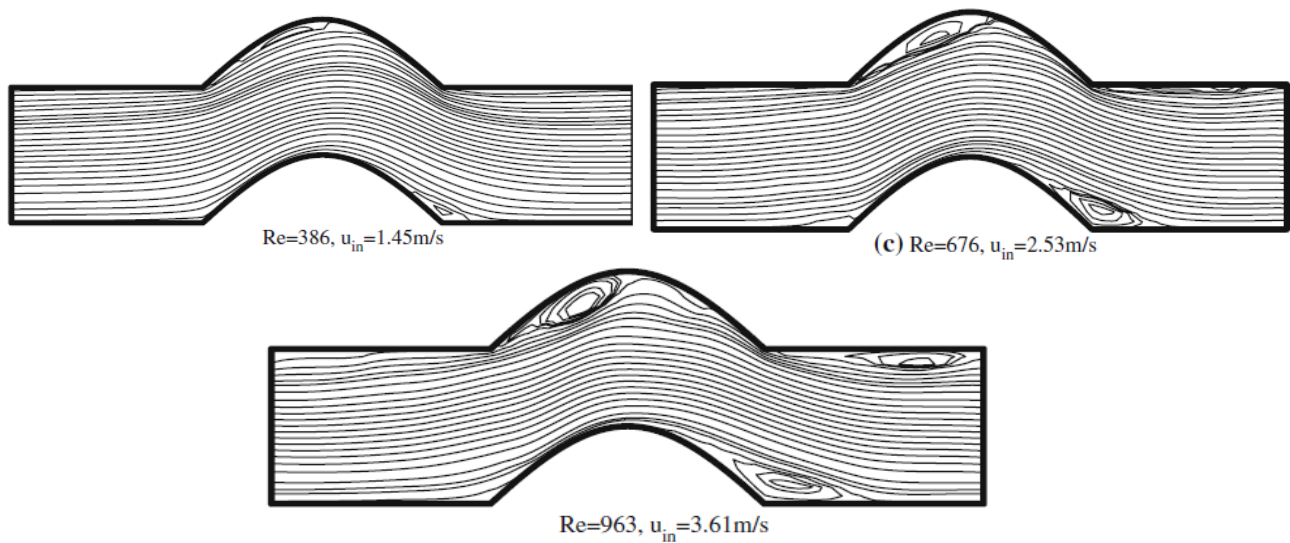 Re=386, u_in=1.45m/s
(c) Re=676, u_in=2.53m/s
Re=963, u_in=3.61m/s